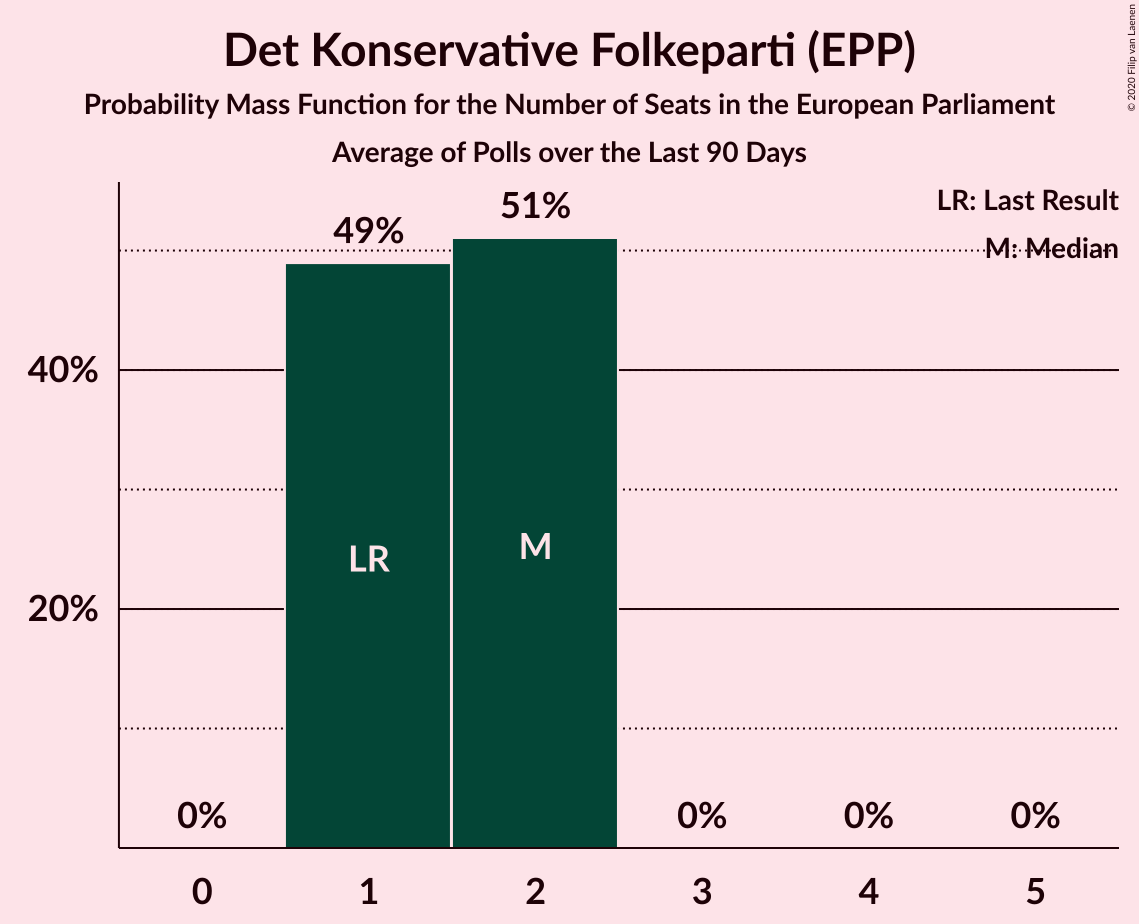 Det Konservative Folkeparti (EPP)
Probability Mass Function for the Number of Seats in the European Parliament
Average of Polls over the Last 90 Days
© 2020 Filip van Laenen
LR: Last Result
M: Median
49%
51%
40%
20%
LR
M
0%
0%
0%
0%
0
1
2
3
4
5